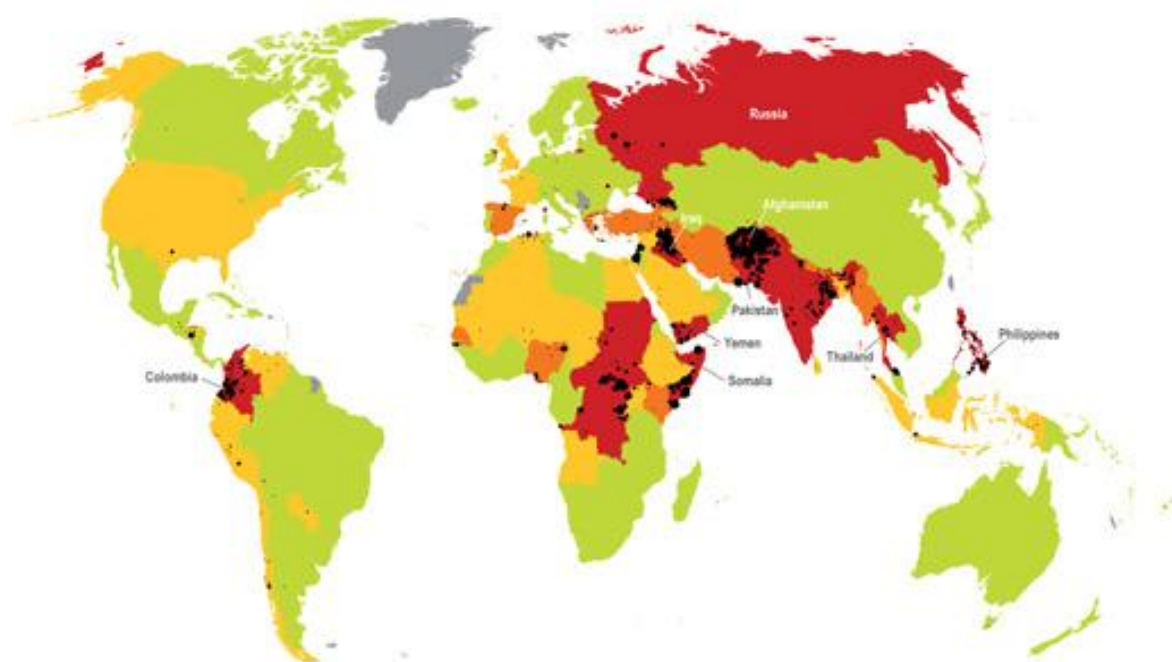 Russia
Afghanistan
Iraq
Pakistan
Yemen
Philippines
Thailand
Colombia
Somalia